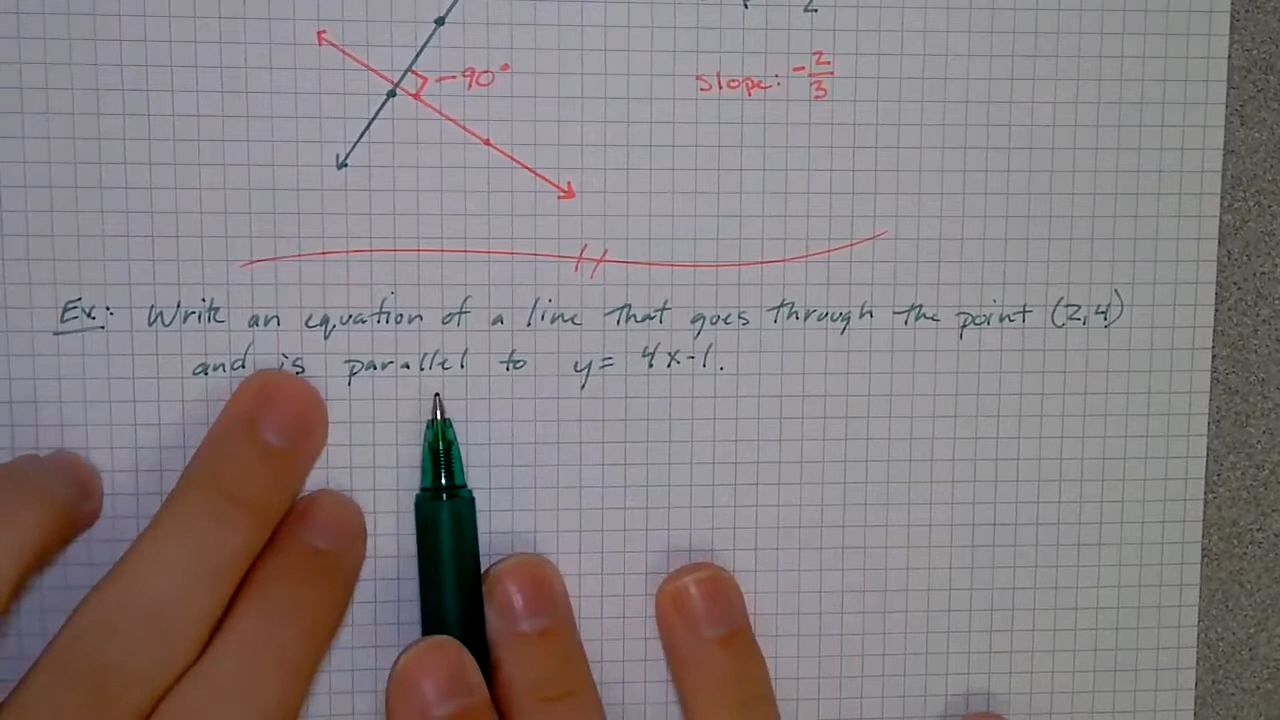 90°
Slope: -2/3
Ex: Write an equation of a line that goes through the point (2,4)
and is parallel to y= 4x-1.